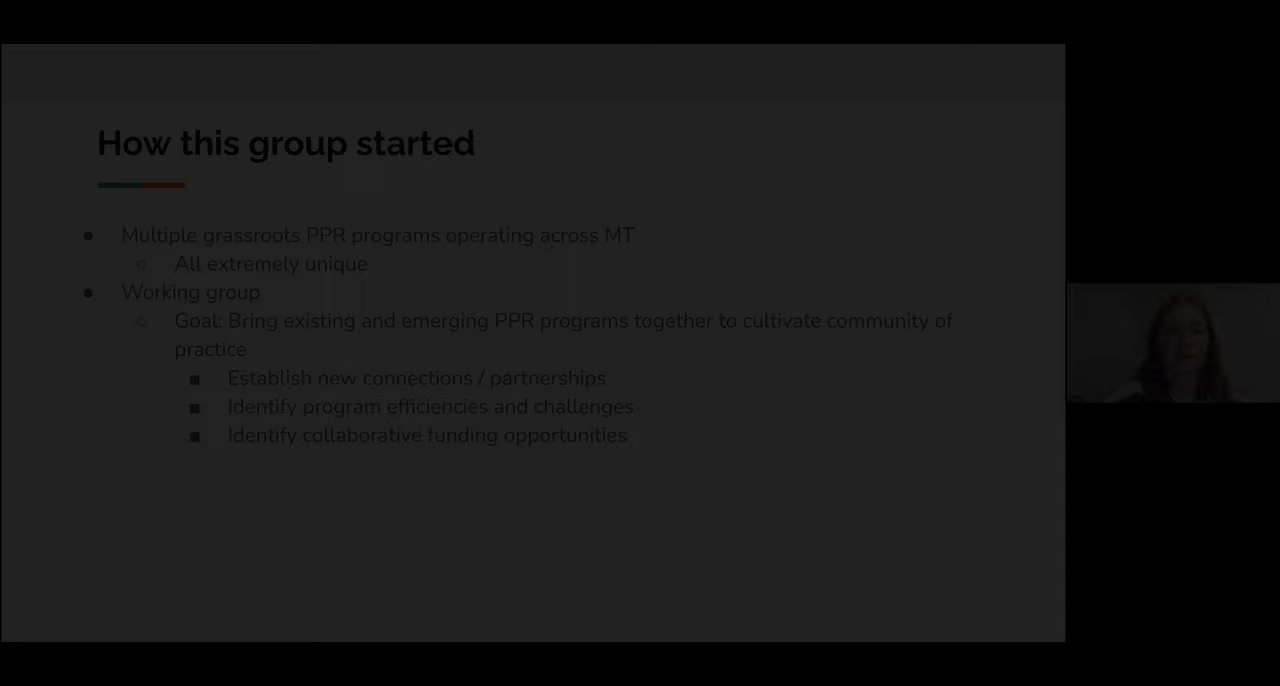 How this group started
Multiple grassroots PPR programs operating across MT
All extremely unique
Working group
Goal: Bring existing and emerging PPR programs together to cultivate community of
practice
Establish new connections / partnerships
Identify program efficiencies and challenges
Identify collaborative funding opportunities